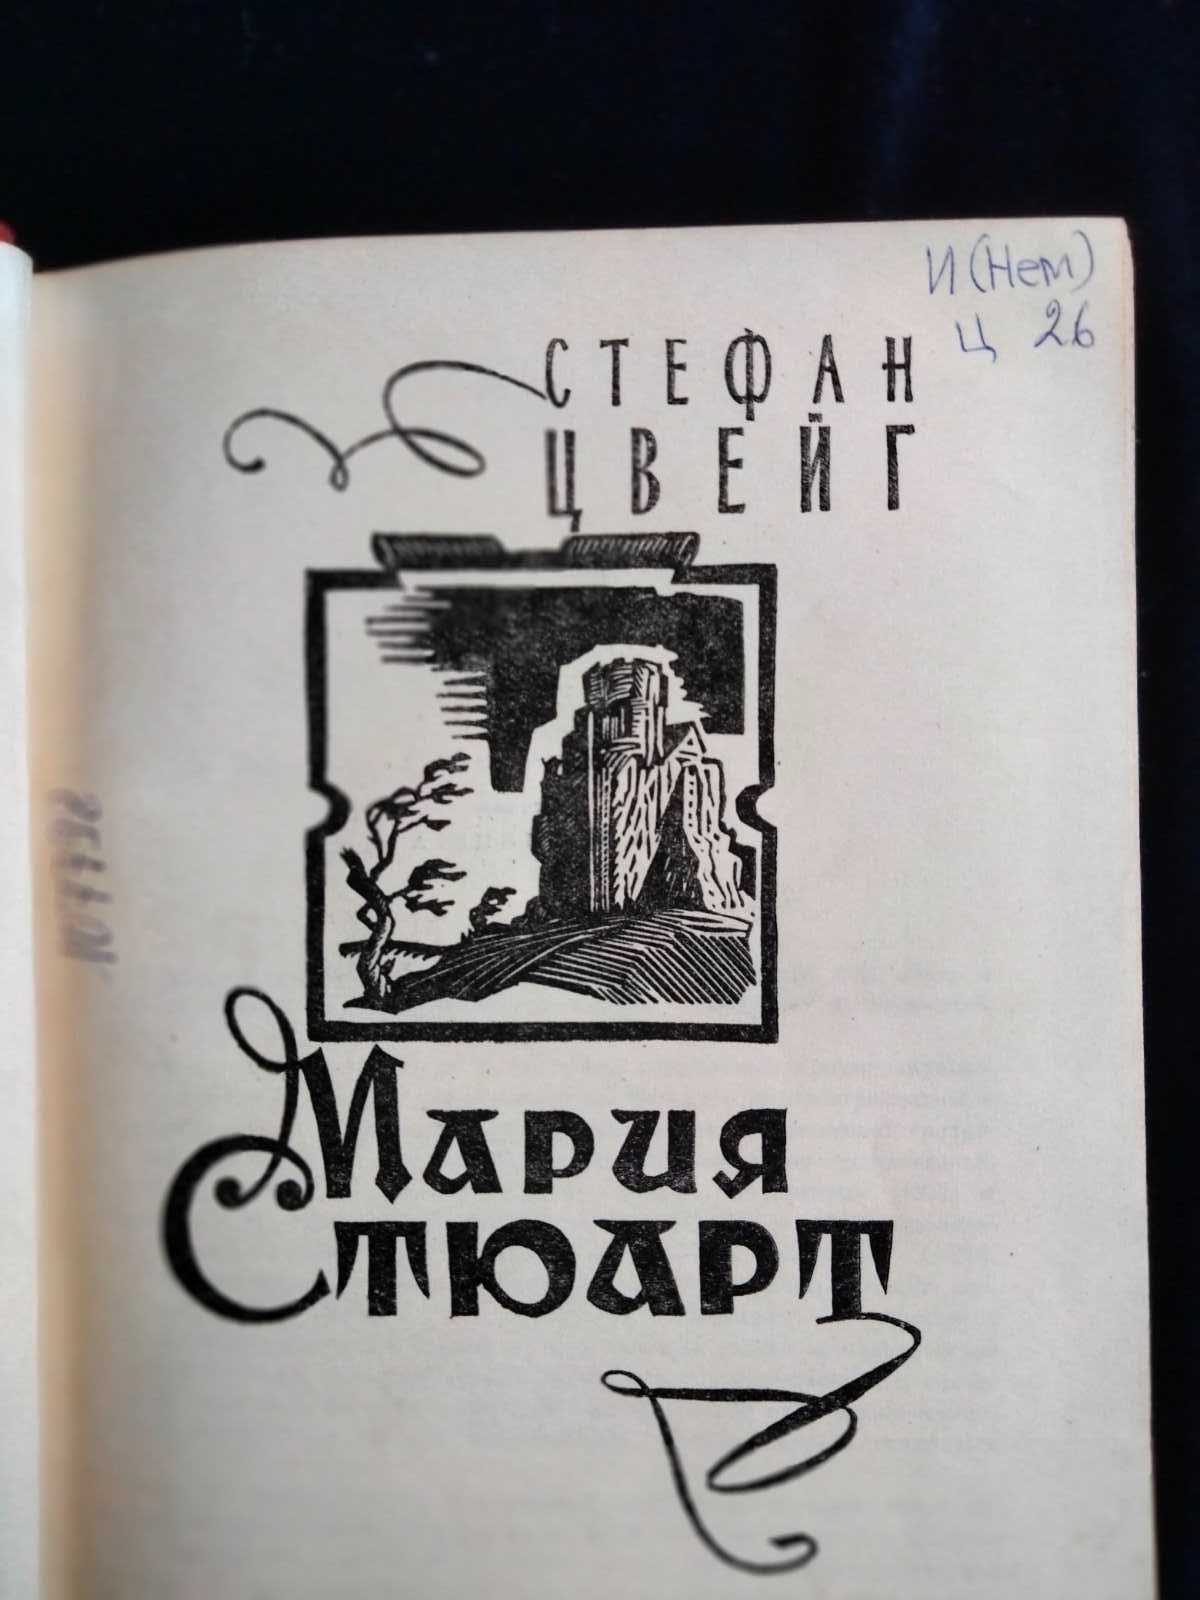 И (Нем)
Ц 26
СТЕФАН
ЦВЕЙГ
МАРИЯ
СТЮАРТ